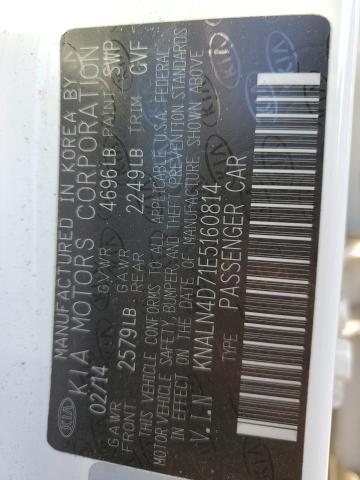 MANUFACTURED IN KOREA BY
KIA MOTORS CORPORATION
02/14 GVWR 4696LB PAINT SWP
GAWR FRONT 2579LB GAWR REAR 2249LB TRIM CVF
THIS VEHICLE CONFORMS TO ALL APPLICABLE U.S.A. FEDERAL
MOTOR VEHICLE SAFETY, BUMPER, AND THEFT PREVENTION STANDARDS
IN EFFECT ON THE DATE OF MANUFACTURE SHOWN ABOVE.
V.I.N KNALN4D71E5160814
TYPE PASSENGER CAR
KIA